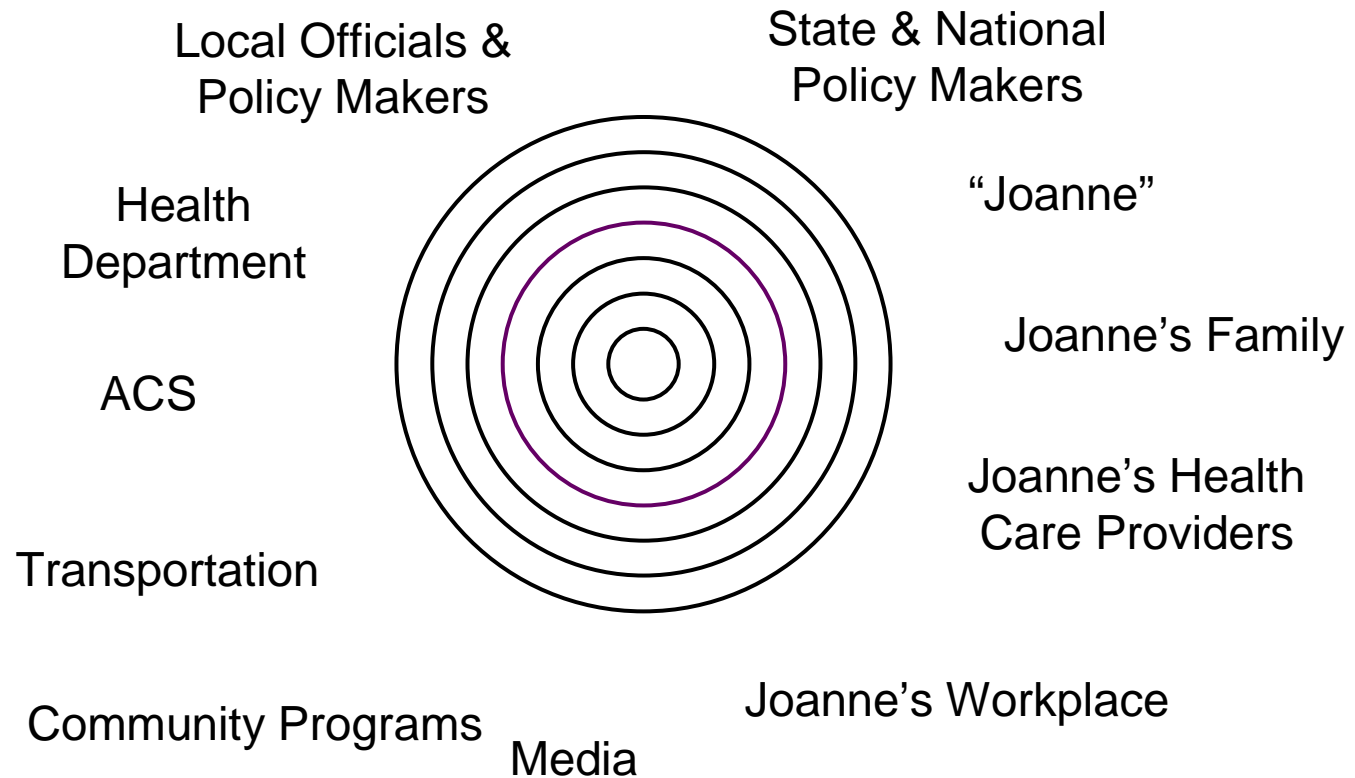 Local Officials &
Policy Makers
State & National
Policy Makers
Health
Department
“Joanne”
ACS
Joanne’s Family
Joanne’s Health
Care Providers
Transportation
Community Programs
Media
Joanne’s Workplace